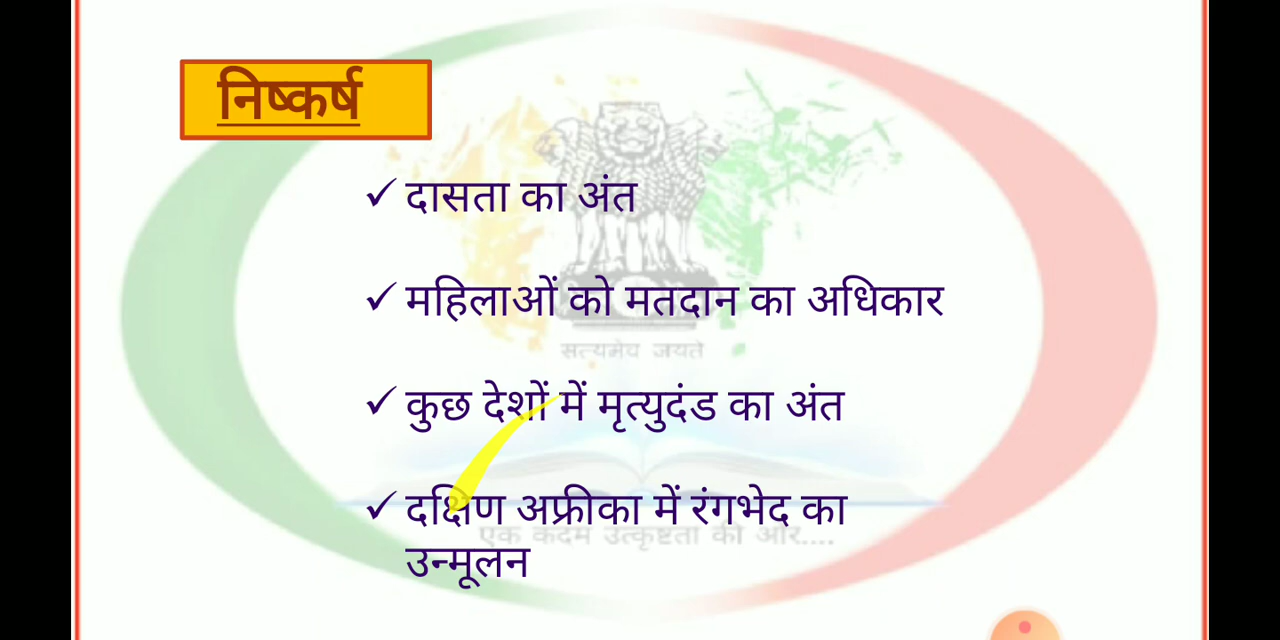 निष्कर्ष
✓ दासता का अंत
✓ महिलाओं को मतदान का अधिकार
सत्यमेव जयते
✓ कुछ देशों में मृत्युदंड का अंत
✓ दक्षिण अफ्रीका में रंगभेद का
उन्मूलन
एक कदम उत्कृष्टता की ओर....